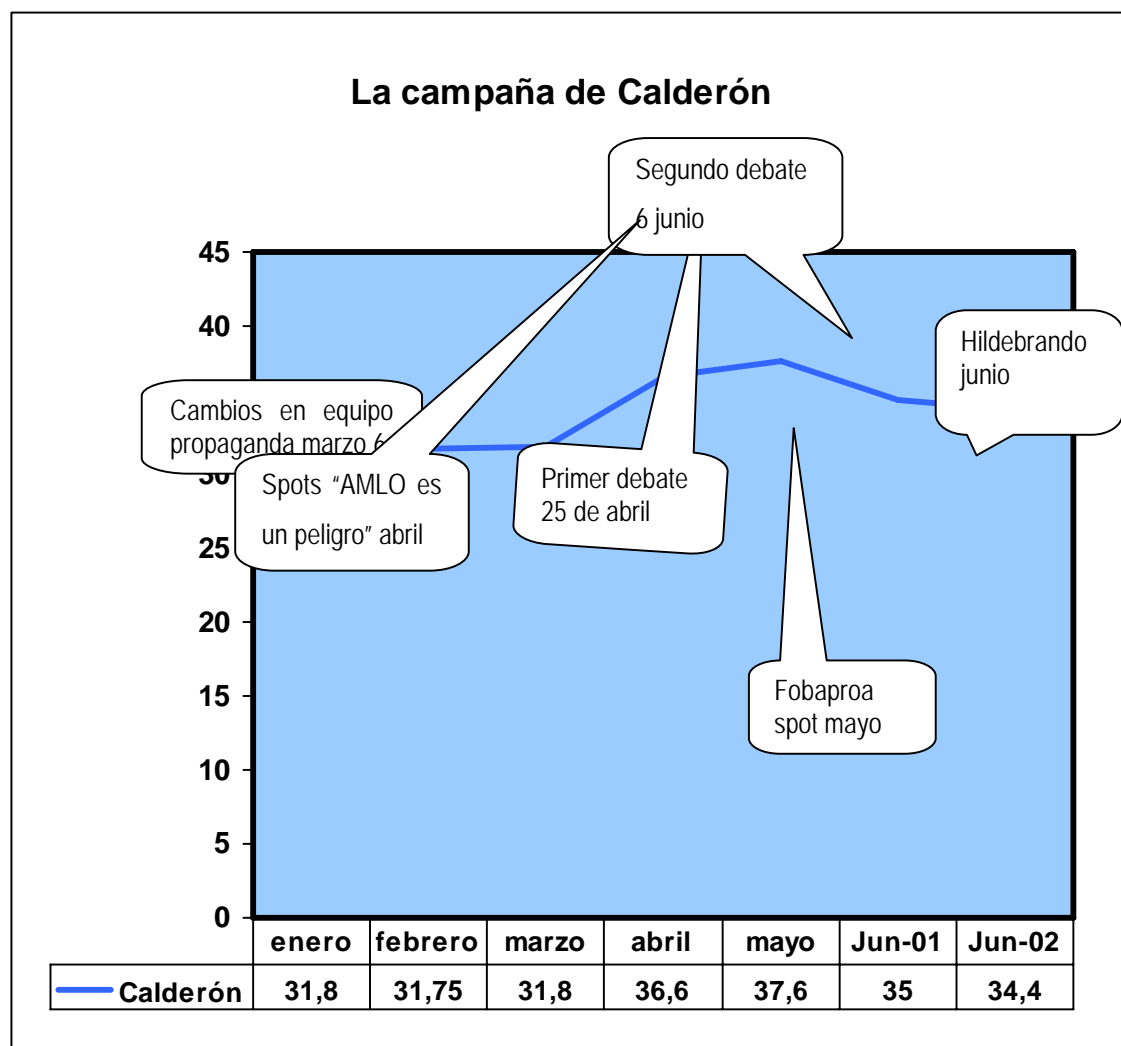 La campaña de Calderón
Segundo debate
6 junio
45
40
Hildebrando
junio
Cambios en equipo
propaganda marzo 6
30
Spots “AMLO es
un peligro” abril
Primer debate
25 de abril
25
20
Fobaproa
spot mayo
15
10
5
0
enero febrero marzo abril mayo Jun-01 Jun-02
Calderón 31,8 31,75 31,8 36,6 37,6 35 34,4